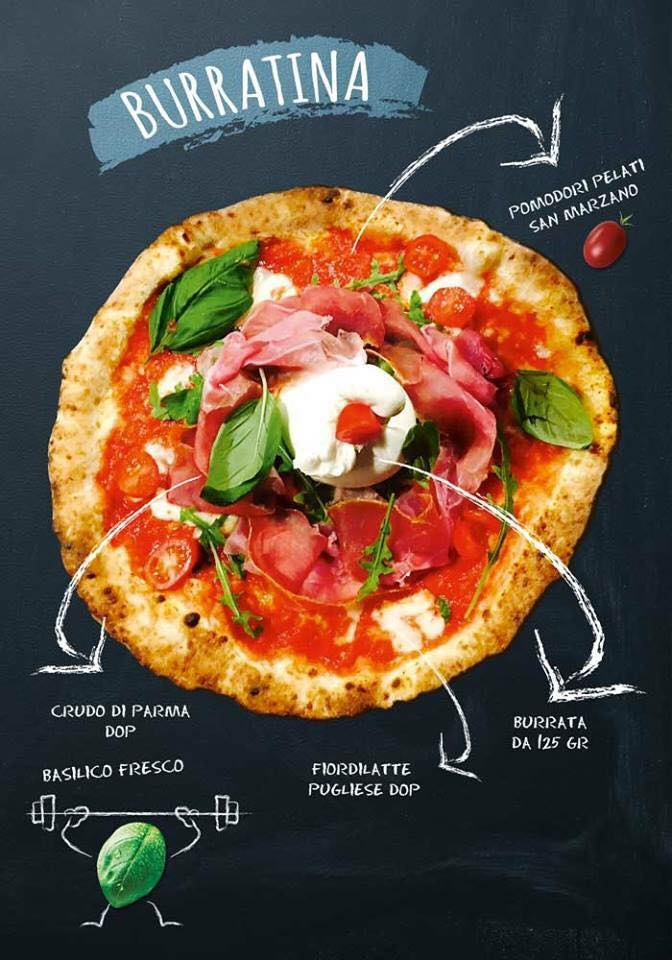 BURRATINA
POMODORI PELATI
SAN MARZANO
CRUDO DI PARMA
DOP
BURRATA
DA 125 GR
BASILICO FRESCO
FIORDILATTE
PUGLIESE DOP